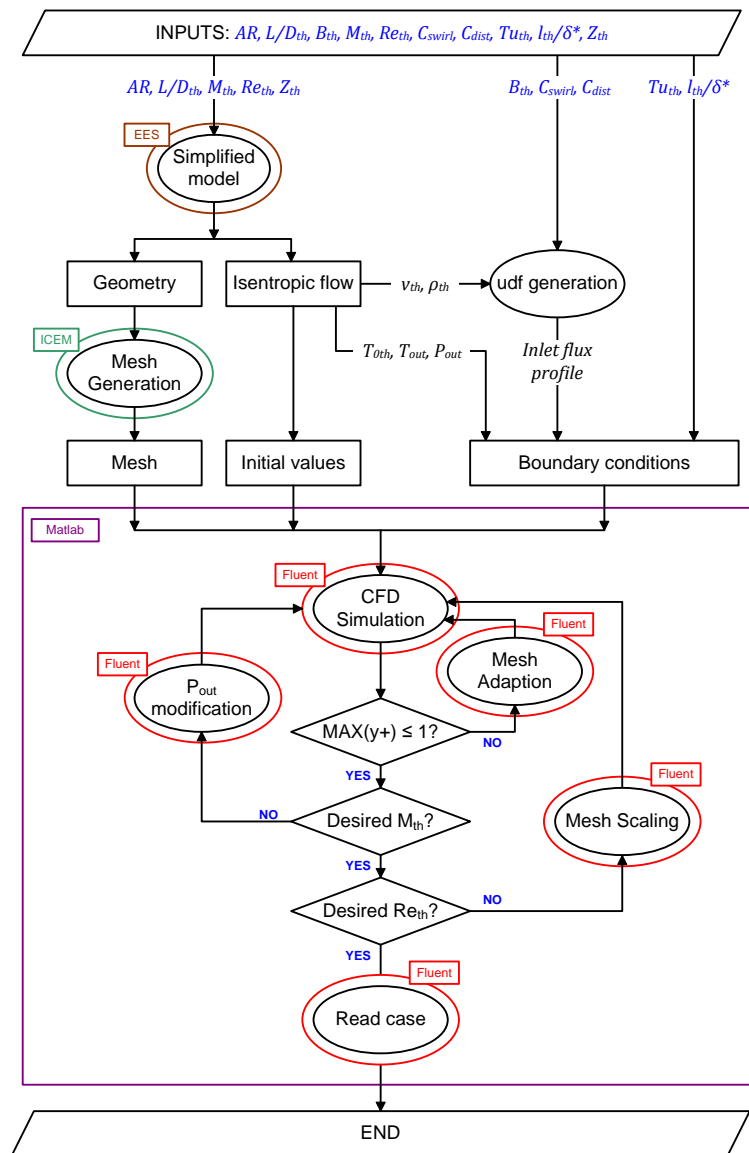 INPUTS: AR, L/Dth, Bth, Mth, Reth, Cswirl, Cdist, Tuth, lth/δ*, Zth
AR, L/Dth, Mth, Reth, Zth
Bth, Cswirl, Cdist
Tuth, lth/δ*
EES
Simplified
model
Geometry
Isentropic flow
vth, ρth
udf generation
ICEM
Mesh
Generation
T0th, Tout, Pout
Inlet flux
profile
Mesh
Initial values
Boundary conditions
Matlab
Fluent
CFD
Simulation
Fluent
Mesh
Adaption
Fluent
Pout
modification
MAX(y+) ≤ 1?
NO
YES
Fluent
NO
Desired Mth?
Mesh Scaling
YES
Desired Reth?
NO
YES
Fluent
Read case
END